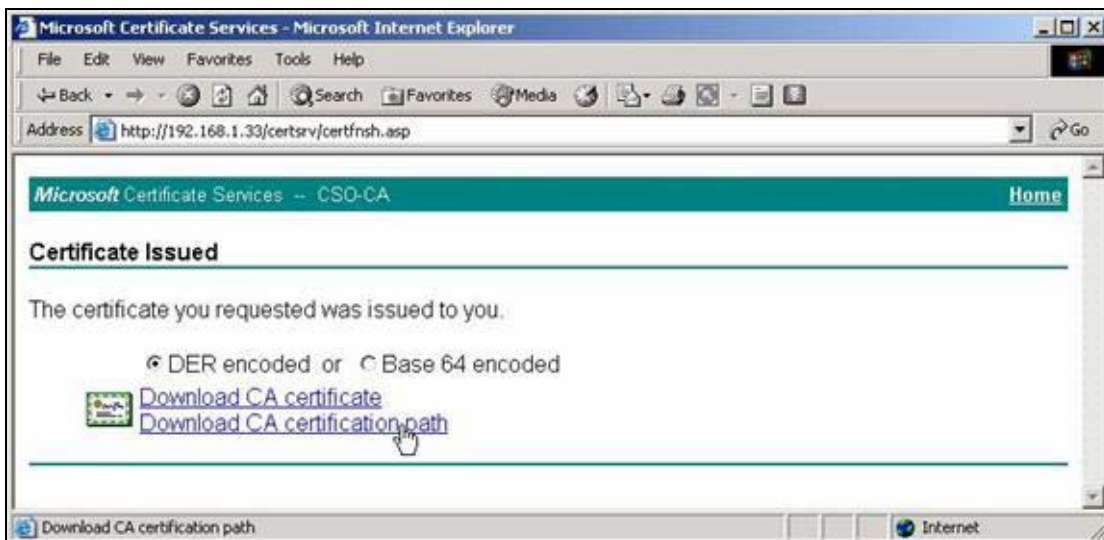 Microsoft Certificate Services - Microsoft Internet Explorer
File Edit View Favorites Tools Help
Back Search Favorites Media
Address http://192.168.1.33/certsrv/certfnsh.asp Go
Microsoft Certificate Services -- CSO-CA Home
Certificate Issued
The certificate you requested was issued to you.
DER encoded or Base 64 encoded
Download CA certificate
Download CA certification path
Download CA certification path Internet